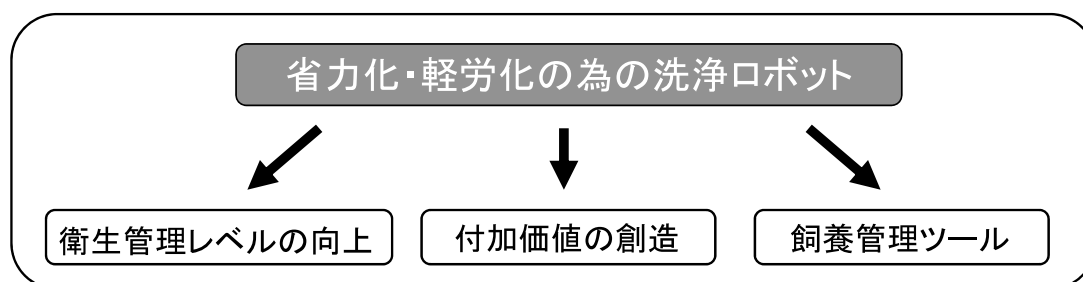 省力化・軽労化の為の洗浄ロボット
衛生管理レベルの向上
付加価値の創造
飼養管理ツール